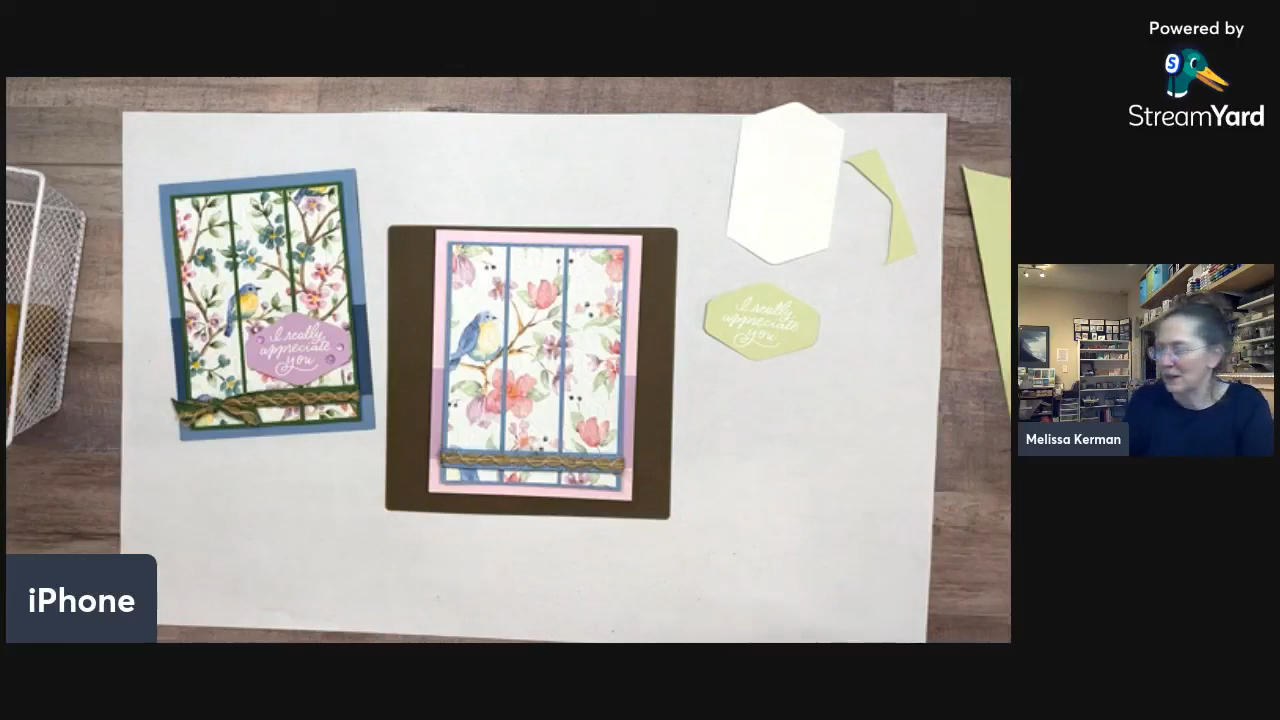 Powered by
S
StreamYard
I really
appreciate
you
I really
appreciate
you
Melissa Kerman
iPhone